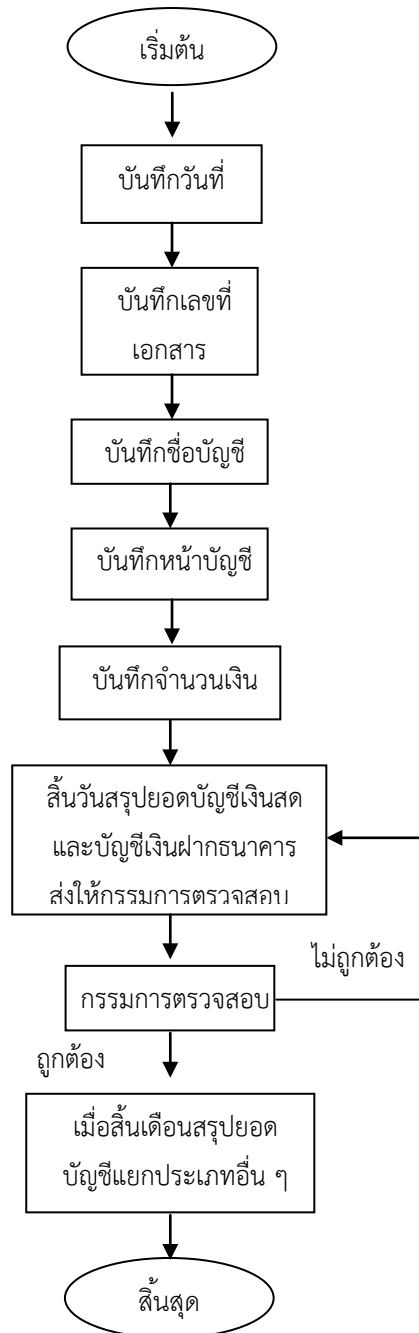 เริ่มต้น
บันทึกวันที่
บันทึกเลขที่
เอกสาร
บันทึกชื่อบัญชี
บันทึกหน้าบัญชี
บันทึกจำนวนเงิน
สิ้นวันสรุปยอดบัญชีเงินสด
และบัญชีเงินฝากธนาคาร
ส่งให้กรรมการตรวจสอบ
ไม่ถูกต้อง
กรรมการตรวจสอบ
ถูกต้อง
เมื่อสิ้นเดือนสรุปยอด
บัญชีแยกประเภทอื่น ๆ
สิ้นสุด